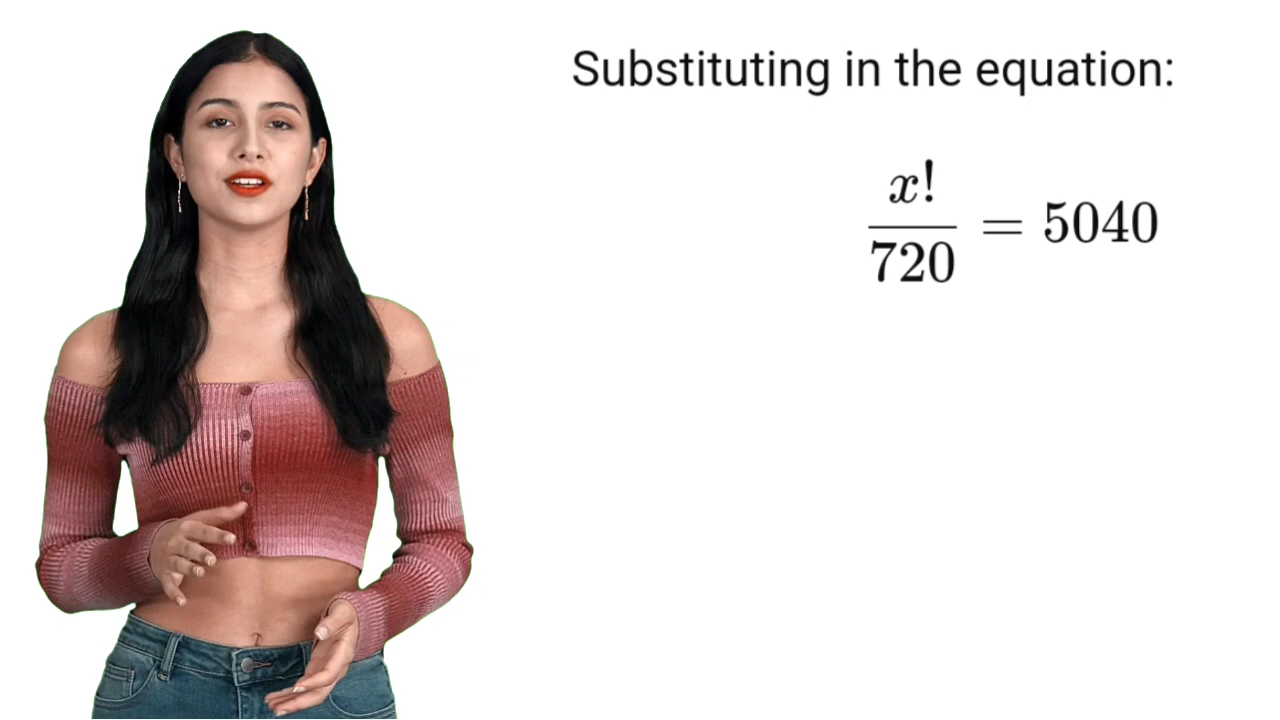 Substituting in the equation:
x!
720
= 5040